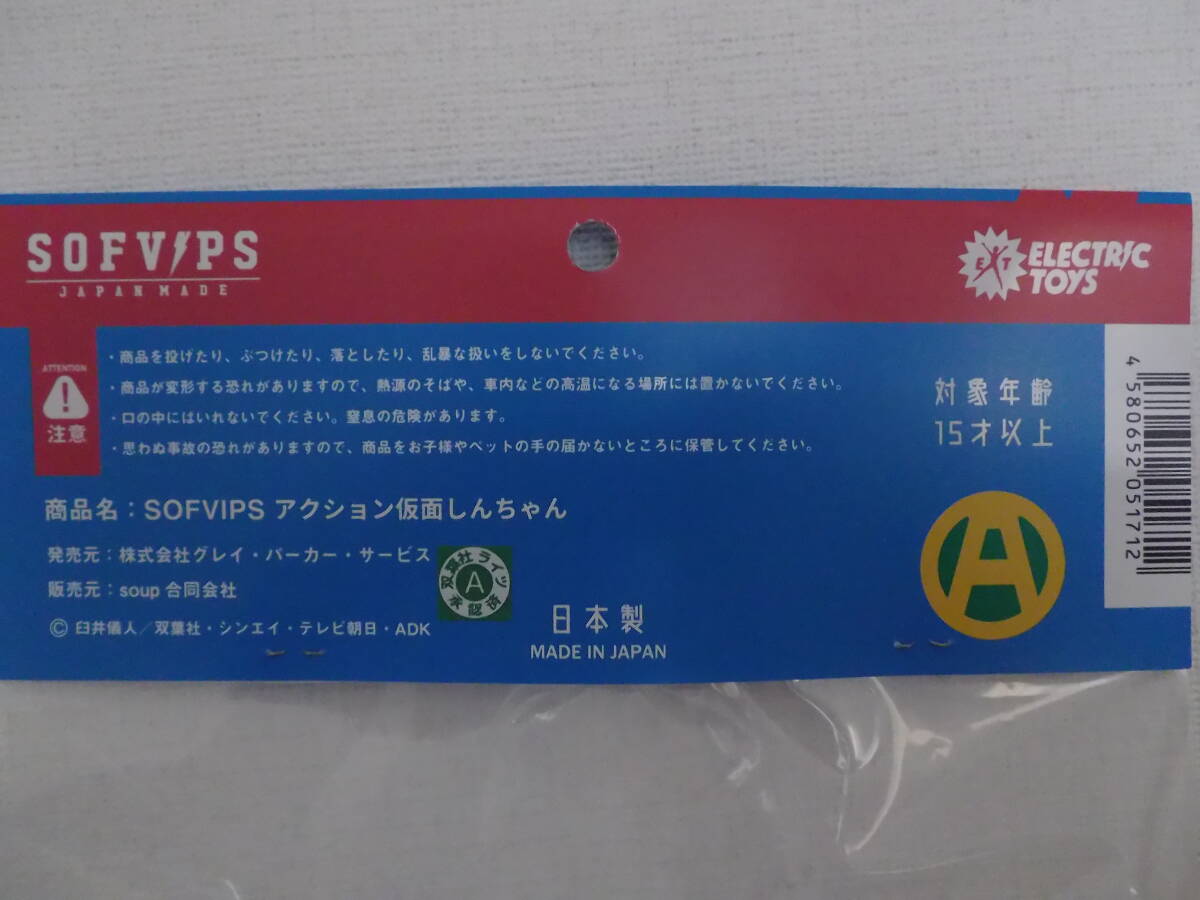 SOFVIPS
JAPAN MADE
EXT ELECTRIC
TOYS
ATTENTION
注意
・商品を投げたり、ぶつけたり、落としたり、乱暴な扱いをしないでください。
・商品が変形する恐れがありますので、熱源のそばや、車内などの高温になる場所には置かないでください。
・口の中にはいれないでください。窒息の危険があります。
・思わぬ事故の恐れがありますので、商品をお子様やペットの手の届かないところに保管してください。
対象年齢
15才以上
4 580652 051712
商品名：SOFVIPS アクション仮面しんちゃん
発売元：株式会社グレイ・パーカー・サービス
販売元：soup 合同会社
© 臼井儀人／双葉社・シンエイ・テレビ朝日・ADK
双葉社ライツ
A
承認済
日本製
MADE IN JAPAN
A